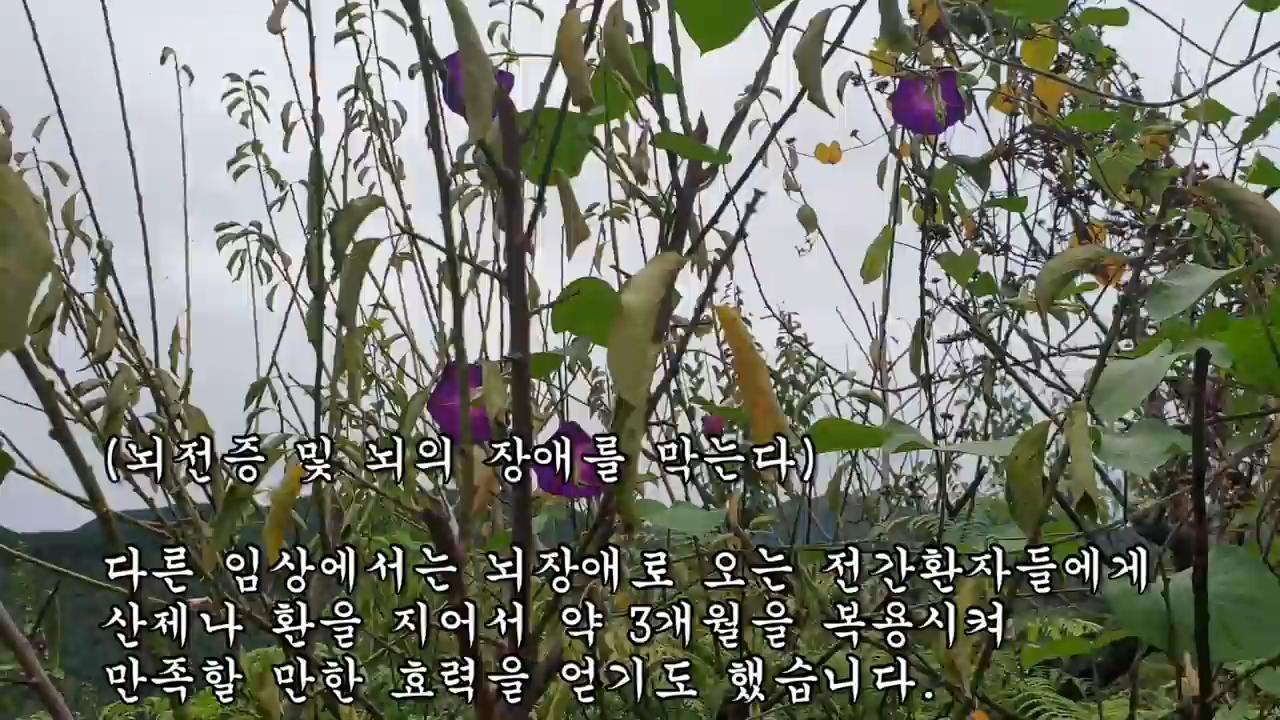 (뇌전증 및 뇌의 장애를 막는다)
다른 임상에서는 뇌장애로 오는 전간환자들에게
산제나 환을 지어서 약 3개월을 복용시켜
만족할 만한 효력을 얻기도 했습니다.